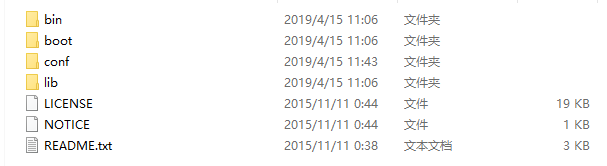 bin 2019/4/15 11:06 文件夹
boot 2019/4/15 11:06 文件夹
conf 2019/4/15 11:43 文件夹
lib 2019/4/15 11:06 文件夹
LICENSE 2015/11/11 0:44 文件 19 KB
NOTICE 2015/11/11 0:44 文件 1 KB
README.txt 2015/11/11 0:38 文本文档 3 KB